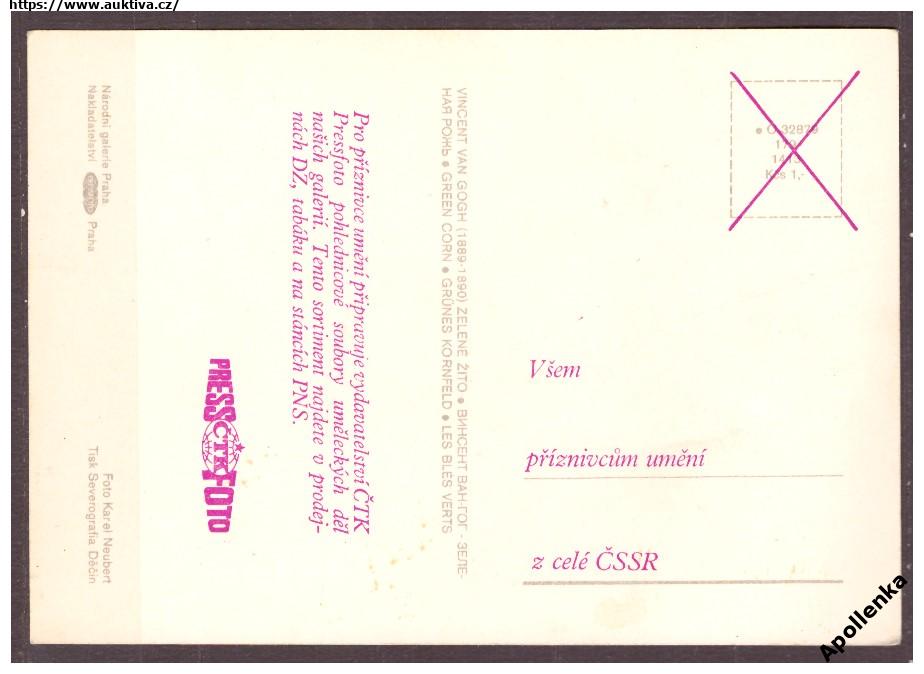 https://www.auktiva.cz/
Národní galerie Praha
Nakladatelství
Praha
Foto Karel Neubert
Tisk Severografia Děčín
PRESSFOTO
ČTK
Pro příznivce umění připravuje vydavatelství ČTK
Pressfoto pohlednicové soubory uměleckých děl
našich galerií. Tento sortiment najdete v prodej-
nách DŽ, tabáku a na stáncích PNS.
VINCENT VAN GOGH (1889-1890) ZELENÉ ŽITO ● ВИНСЕНТ ВАН-ГОГ - ЗЕЛЕ-
НАЯ РОЖЬ ● GREEN CORN ● GRÜNES KORNFELD ● LES BLÉS VERTS
● O-32879
Kčs 1,-
Všem
příznivcům umění
z celé ČSSR
Apollenka